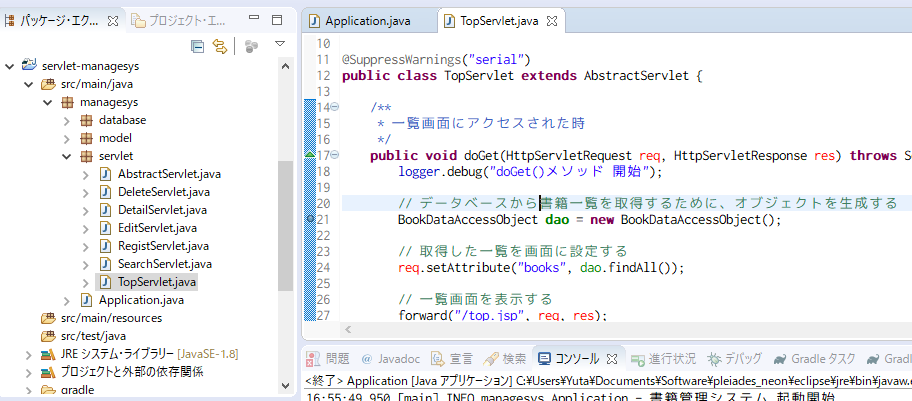 パッケージ・エク...
プロジェクト・エ...
servlet-managesys
src/main/java
managesys
database
model
servlet
AbstractServlet.java
DeleteServlet.java
DetailServlet.java
EditServlet.java
RegistServlet.java
SearchServlet.java
TopServlet.java
Application.java
src/main/resources
src/test/java
JRE システム・ライブラリー [JavaSE-1.8]
プロジェクトと外部の依存関係
gradle
Application.java
TopServlet.java
10
11 @SuppressWarnings("serial")
12 public class TopServlet extends AbstractServlet {
13
14 /**
15 * 一覧画面にアクセスされた時
16 */
17 public void doGet(HttpServletRequest req, HttpServletResponse res) throws S
18 logger.debug("doGet()メソッド 開始");
19
20 // データベースから書籍一覧を取得するために、オブジェクトを生成する
21 BookDataAccessObject dao = new BookDataAccessObject();
22
23 // 取得した一覧を画面に設定する
24 req.setAttribute("books", dao.findAll());
25
26 // 一覧画面を表示する
27 forward("/top.jsp", req, res);
問題
@ Javadoc
宣言
検索
コンソール
進行状況
デバッグ
Gradle タスク
Gradl
<終了> Application [Java アプリケーション] C:¥Users¥Yuta¥Documents¥Software¥pleiades_neon¥eclipse¥jre¥bin¥javaw.e
16:55:49.950 [main] INFO managesys.Application - 書籍管理システム 起動開始